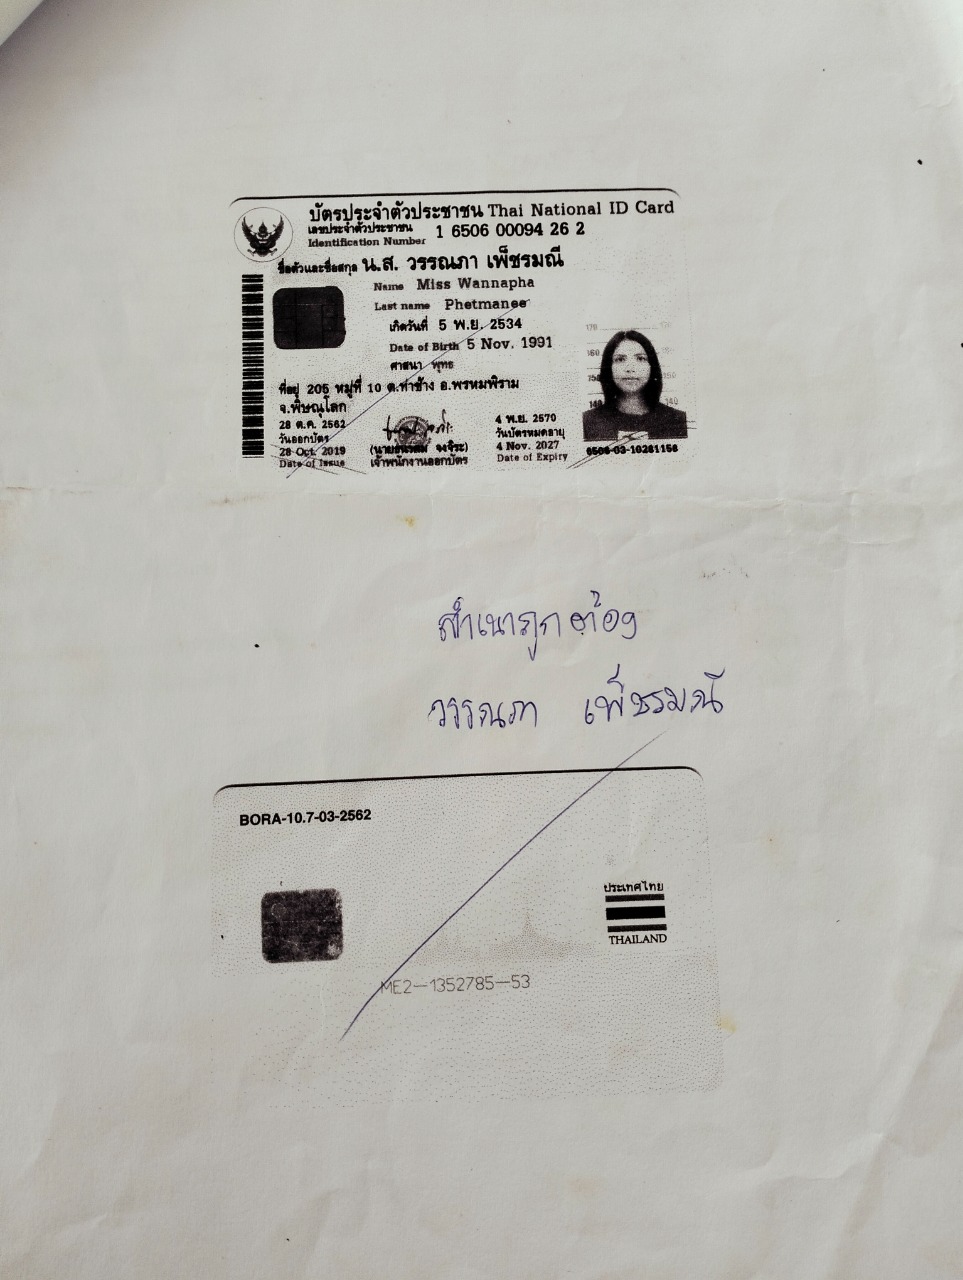 บัตรประจำตัวประชาชน Thai National ID Card
เลขประจำตัวประชาชน
Identification Number 1 6506 00094 26 2
ชื่อตัวและชื่อสกุล น.ส. วรรณภา เพ็ชรมณี
Name Miss Wannapha
Last name Phetmanee
เกิดวันที่ 5 พ.ย. 2534
Date of Birth 5 Nov. 1991
ศาสนา พุทธ
ที่อยู่ 205 หมู่ที่ 10 ต.ท่าช้าง อ.พรหมพิราม
จ.พิษณุโลก
28 ต.ค. 2562
วันออกบัตร
28 Oct. 2019
Date of Issue
เจ้าพนักงานออกบัตร
4 พ.ย. 2570
วันบัตรหมดอายุ
4 Nov. 2027
Date of Expiry
170 170
160
150
140 140
6506-03-10281156
สำเนาถูกต้อง
วรรณภา เพ็ชรมณี
BORA-10.7-03-2562
ประเทศไทย
THAILAND
ME2-1352785-53